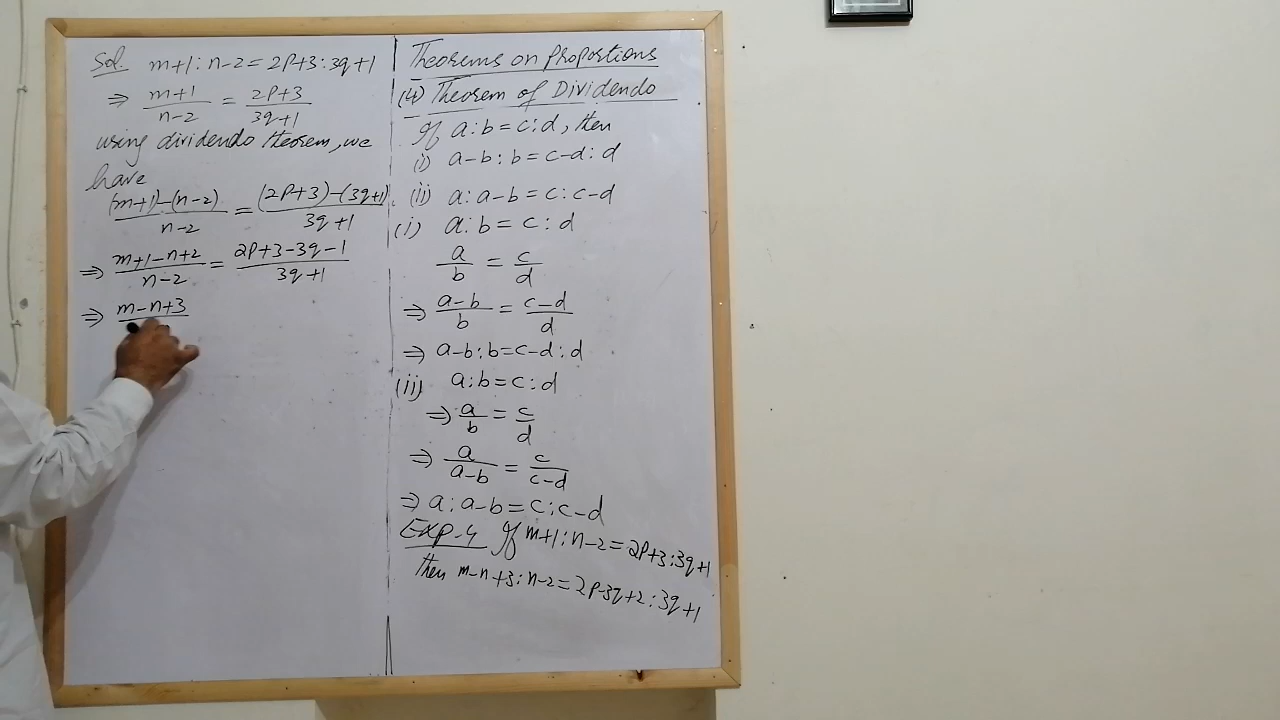 Sol. m+1 : n-2 = 2p+3 : 3q+1
⇒ (m+1)/(n-2) = (2p+3)/(3q+1)
using dividendo theorem, we
have
((m+1)-(n-2))/(n-2) = ((2p+3)-(3q+1))/(3q+1)
⇒ (m+1-n+2)/(n-2) = (2p+3-3q-1)/(3q+1)
⇒ m-n+3
Theorems on Proportions
(4) Theorem of Dividendo
If a:b = c:d, then
(i) a-b : b = c-d : d
(ii) a : a-b = c : c-d
(i) a : b = c : d
a/b = c/d
⇒ (a-b)/b = (c-d)/d
⇒ a-b : b = c-d : d
(ii) a : b = c : d
⇒ a/b = c/d
⇒ a/(a-b) = c/(c-d)
⇒ a : a-b = c : c-d
Exp-4 If m+1 : n-2 = 2p+3 : 3q+1
then m-n+3 : n-2 = 2p-3q+2 : 3q+1